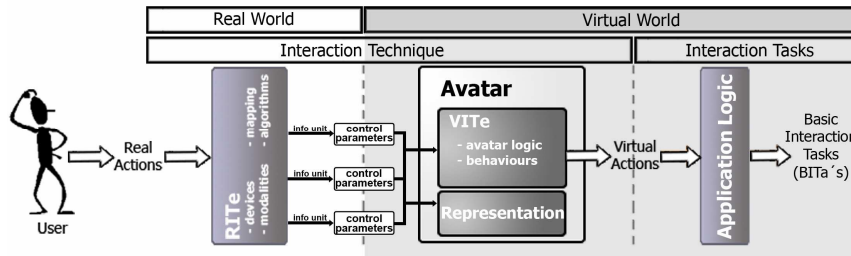 Real World
Virtual World
Interaction Technique
Interaction Tasks
User
Real
Actions
RITe
- devices
- modalities
- mapping
- algorithms
info unit
control
parameters
info unit
control
parameters
info unit
control
parameters
Avatar
VITe
- avatar logic
- behaviours
Representation
Virtual
Actions
Application Logic
Basic
Interaction
Tasks
(BITa´s)